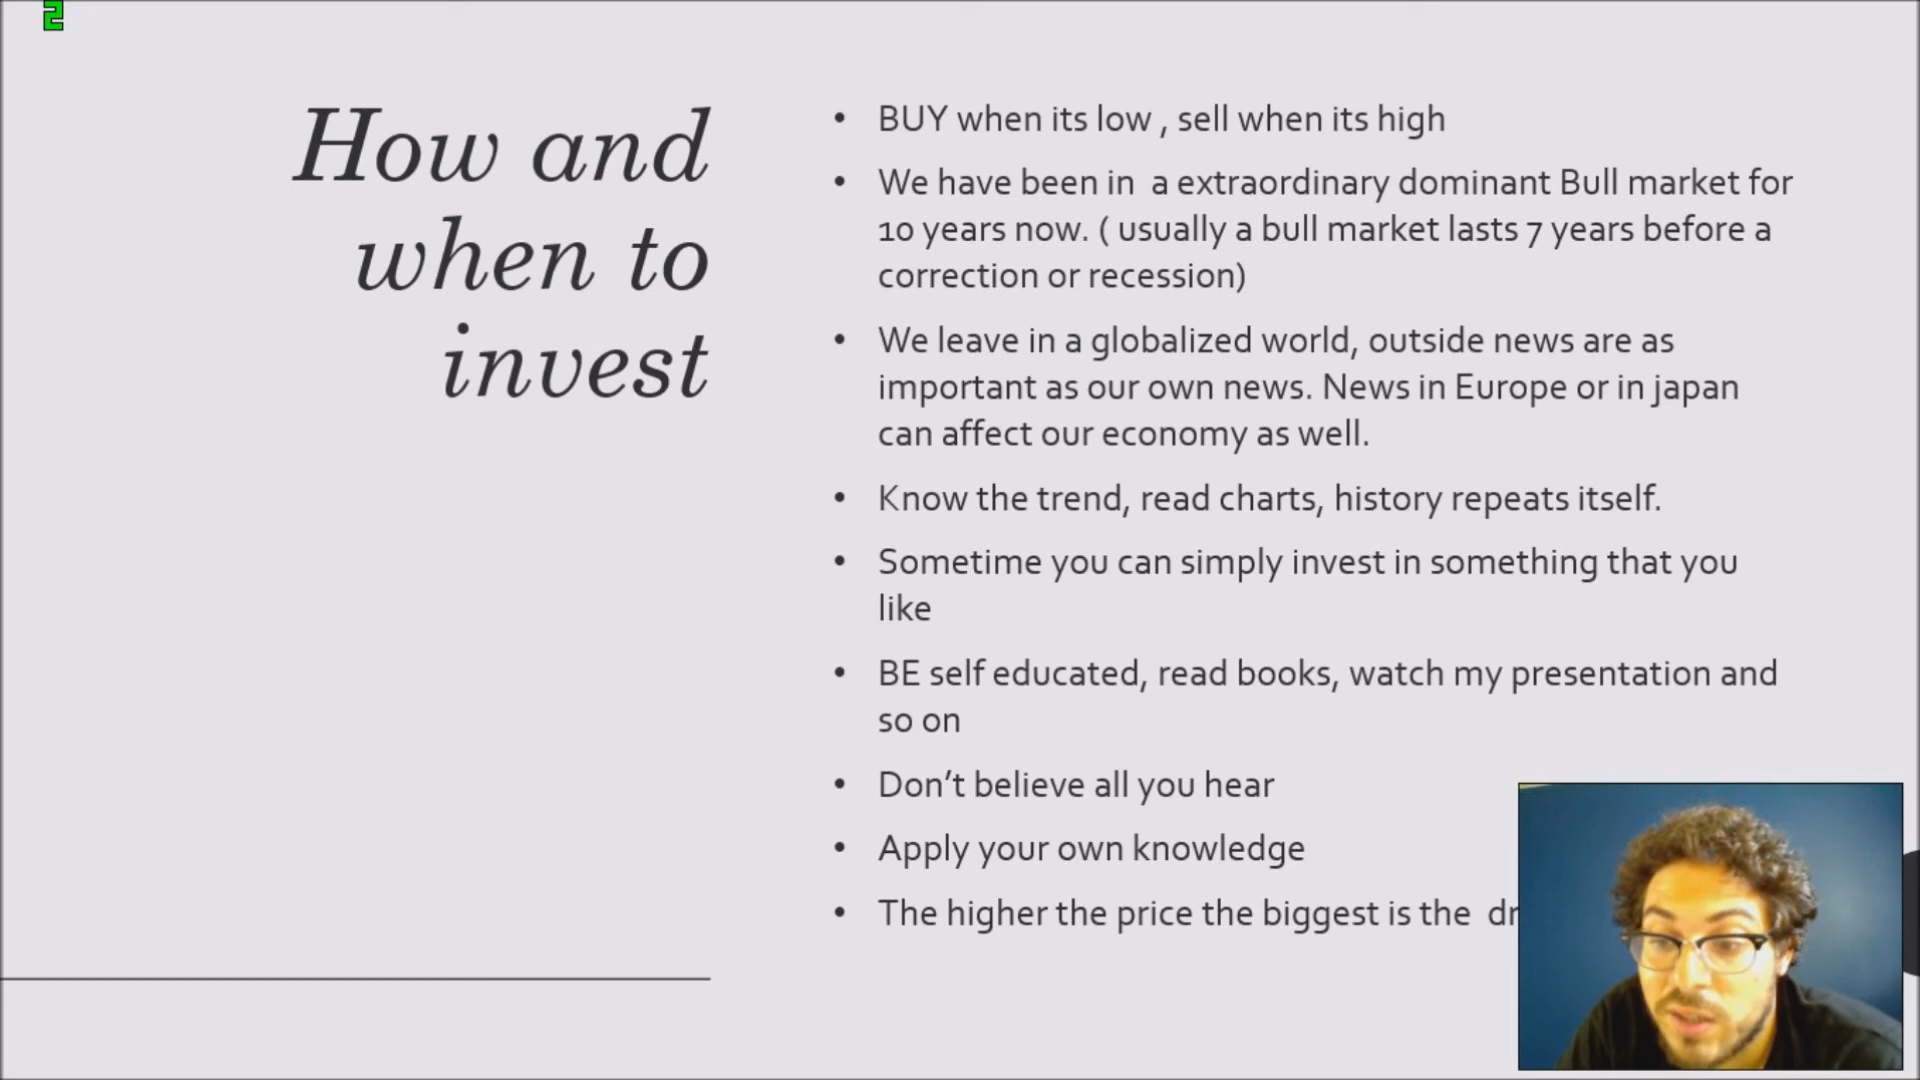 2
How and
when to
invest
• BUY when its low , sell when its high
• We have been in a extraordinary dominant Bull market for
10 years now. ( usually a bull market lasts 7 years before a
correction or recession)
• We leave in a globalized world, outside news are as
important as our own news. News in Europe or in japan
can affect our economy as well.
• Know the trend, read charts, history repeats itself.
• Sometime you can simply invest in something that you
like
• BE self educated, read books, watch my presentation and
so on
• Don’t believe all you hear
• Apply your own knowledge
• The higher the price the biggest is the